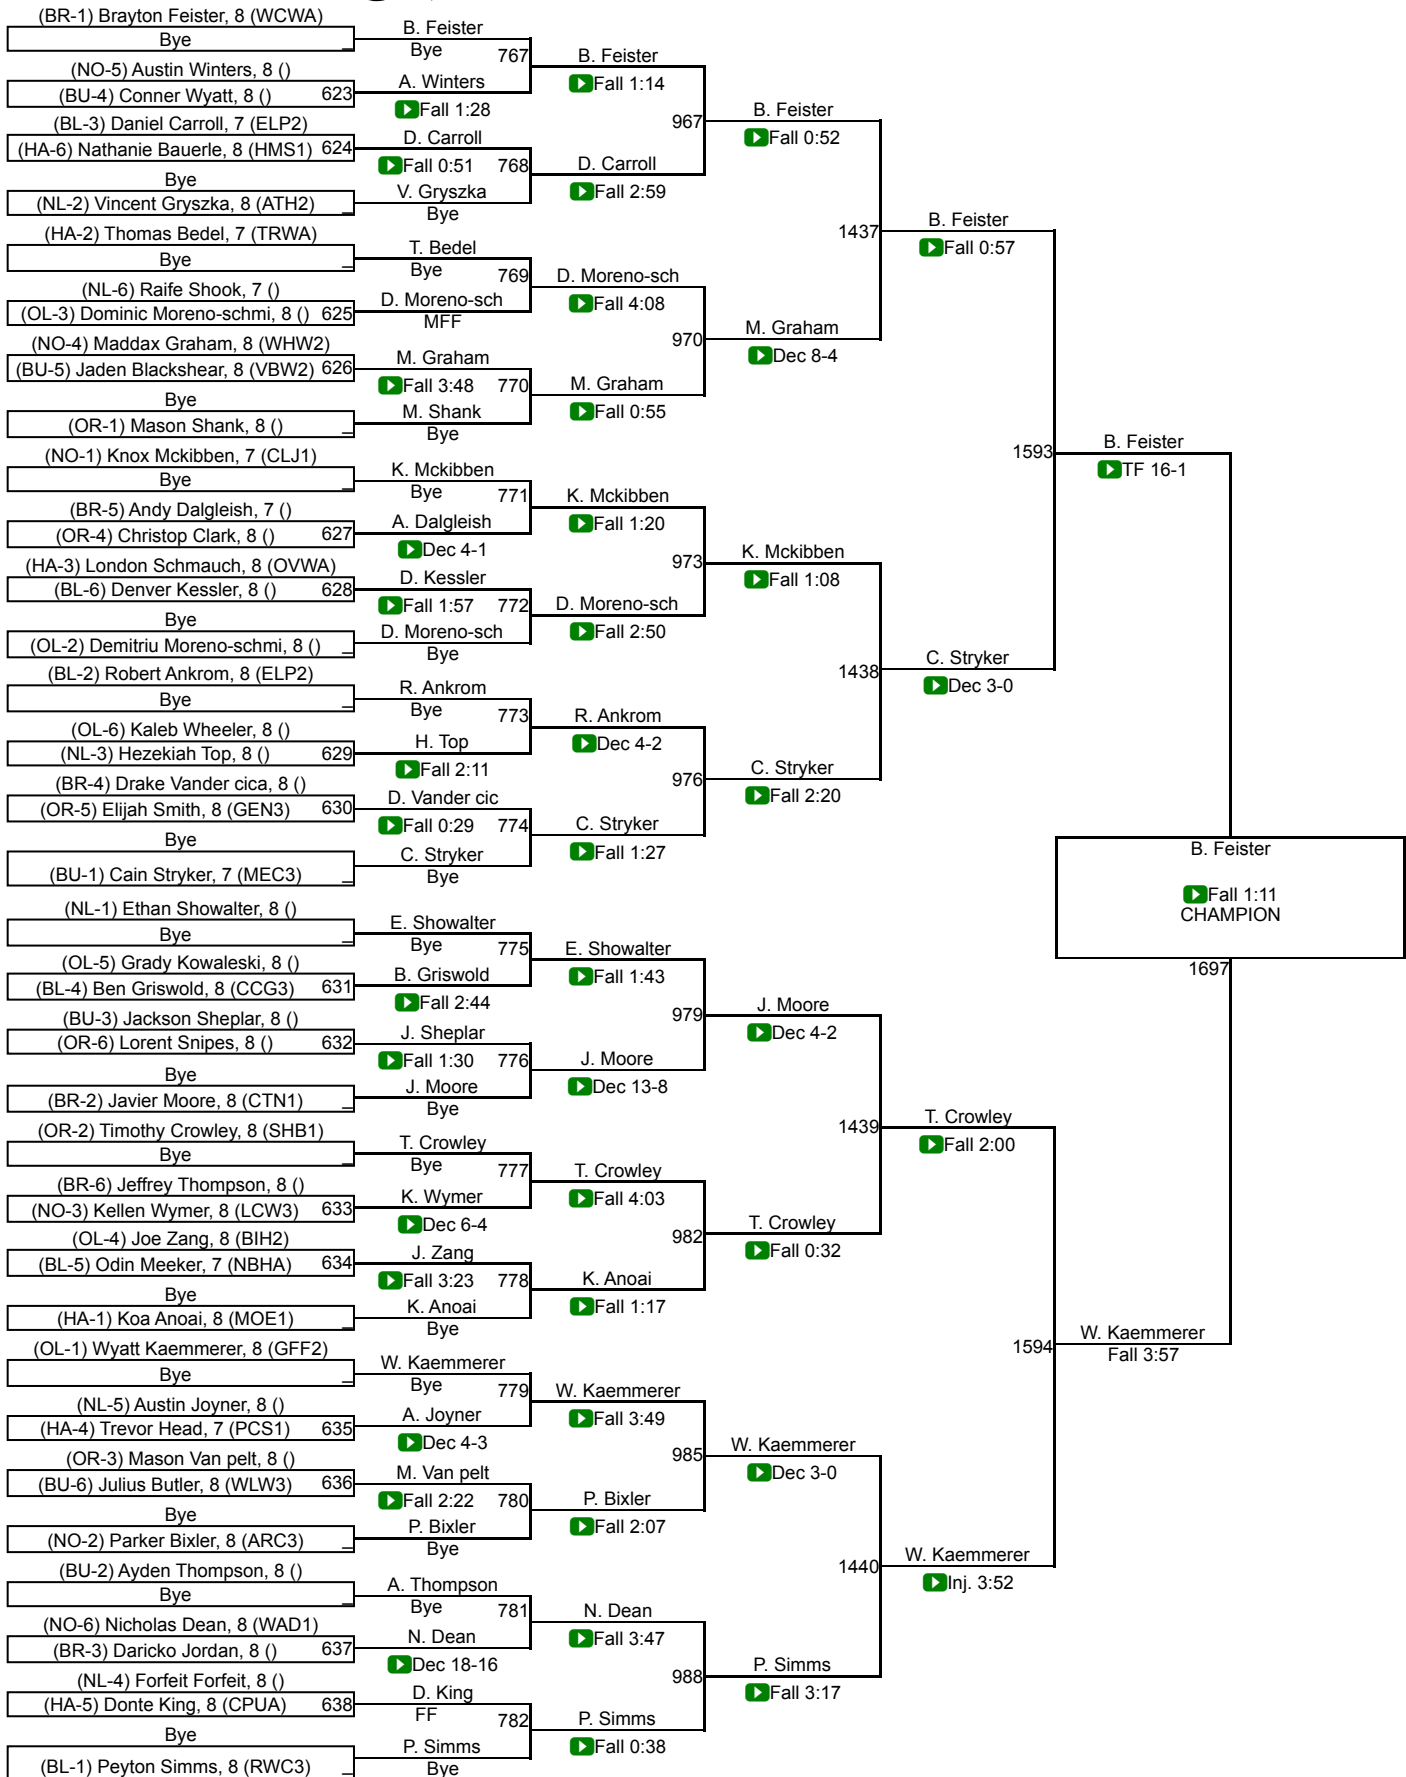 (BR-1) Brayton Feister, 8 (WCWA)
Bye
(NO-5) Austin Winters, 8 ()
(BU-4) Conner Wyatt, 8 () 623
(BL-3) Daniel Carroll, 7 (ELP2)
(HA-6) Nathanie Bauerle, 8 (HMS1) 624
Bye
(NL-2) Vincent Gryszka, 8 (ATH2)
(HA-2) Thomas Bedel, 7 (TRWA)
Bye
(NL-6) Raife Shook, 7 ()
(OL-3) Dominic Moreno-schmi, 8 () 625
(NO-4) Maddax Graham, 8 (WHW2)
(BU-5) Jaden Blackshear, 8 (VBW2) 626
Bye
(OR-1) Mason Shank, 8 ()
(NO-1) Knox Mckibben, 7 (CLJ1)
Bye
(BR-5) Andy Dalgleish, 7 ()
(OR-4) Christop Clark, 8 () 627
(HA-3) London Schmauch, 8 (OVWA)
(BL-6) Denver Kessler, 8 () 628
Bye
(OL-2) Demitriu Moreno-schmi, 8 ()
(BL-2) Robert Ankrom, 8 (ELP2)
Bye
(OL-6) Kaleb Wheeler, 8 ()
(NL-3) Hezekiah Top, 8 () 629
(BR-4) Drake Vander cica, 8 ()
(OR-5) Elijah Smith, 8 (GEN3) 630
Bye
(BU-1) Cain Stryker, 7 (MEC3)
(NL-1) Ethan Showalter, 8 ()
Bye
(OL-5) Grady Kowaleski, 8 ()
(BL-4) Ben Griswold, 8 (CCG3) 631
(BU-3) Jackson Sheplar, 8 ()
(OR-6) Lorent Snipes, 8 () 632
Bye
(BR-2) Javier Moore, 8 (CTN1)
(OR-2) Timothy Crowley, 8 (SHB1)
Bye
(BR-6) Jeffrey Thompson, 8 ()
(NO-3) Kellen Wymer, 8 (LCW3) 633
(OL-4) Joe Zang, 8 (BIH2)
(BL-5) Odin Meeker, 7 (NBHA) 634
Bye
(HA-1) Koa Anoai, 8 (MOE1)
(OL-1) Wyatt Kaemmerer, 8 (GFF2)
Bye
(NL-5) Austin Joyner, 8 ()
(HA-4) Trevor Head, 7 (PCS1) 635
(OR-3) Mason Van pelt, 8 ()
(BU-6) Julius Butler, 8 (WLW3) 636
Bye
(NO-2) Parker Bixler, 8 (ARC3)
(BU-2) Ayden Thompson, 8 ()
Bye
(NO-6) Nicholas Dean, 8 (WAD1)
(BR-3) Daricko Jordan, 8 () 637
(NL-4) Forfeit Forfeit, 8 ()
(HA-5) Donte King, 8 (CPUA) 638
Bye
(BL-1) Peyton Simms, 8 (RWC3)
B. Feister
Bye 767
A. Winters
Fall 1:28
D. Carroll
Fall 0:51 768
V. Gryszka
Bye
T. Bedel
Bye 769
D. Moreno-sch
MFF
M. Graham
Fall 3:48 770
M. Shank
Bye
K. Mckibben
Bye 771
A. Dalgleish
Dec 4-1
D. Kessler
Fall 1:57 772
D. Moreno-sch
Bye
R. Ankrom
Bye 773
H. Top
Fall 2:11
D. Vander cic
Fall 0:29 774
C. Stryker
Bye
E. Showalter
Bye 775
B. Griswold
Fall 2:44
J. Sheplar
Fall 1:30 776
J. Moore
Bye
T. Crowley
Bye 777
K. Wymer
Dec 6-4
J. Zang
Fall 3:23 778
K. Anoai
Bye
W. Kaemmerer
Bye 779
A. Joyner
Dec 4-3
M. Van pelt
Fall 2:22 780
P. Bixler
Bye
A. Thompson
Bye 781
N. Dean
Dec 18-16
D. King
FF 782
P. Simms
Bye
B. Feister
Fall 1:14
967
D. Carroll
Fall 2:59
D. Moreno-sch
Fall 4:08
970
M. Graham
Fall 0:55
K. Mckibben
Fall 1:20
973
D. Moreno-sch
Fall 2:50
R. Ankrom
Dec 4-2
976
C. Stryker
Fall 1:27
E. Showalter
Fall 1:43
979
J. Moore
Dec 13-8
T. Crowley
Fall 4:03
982
K. Anoai
Fall 1:17
W. Kaemmerer
Fall 3:49
985
P. Bixler
Fall 2:07
N. Dean
Fall 3:47
988
P. Simms
Fall 0:38
B. Feister
Fall 0:52
1437
M. Graham
Dec 8-4
K. Mckibben
Fall 1:08
1438
C. Stryker
Fall 2:20
J. Moore
Dec 4-2
1439
T. Crowley
Fall 0:32
W. Kaemmerer
Dec 3-0
1440
P. Simms
Fall 3:17
B. Feister
Fall 0:57
1593
C. Stryker
Dec 3-0
T. Crowley
Fall 2:00
1594
W. Kaemmerer
Inj. 3:52
B. Feister
TF 16-1
W. Kaemmerer
Fall 3:57
B. Feister
Fall 1:11
CHAMPION
1697